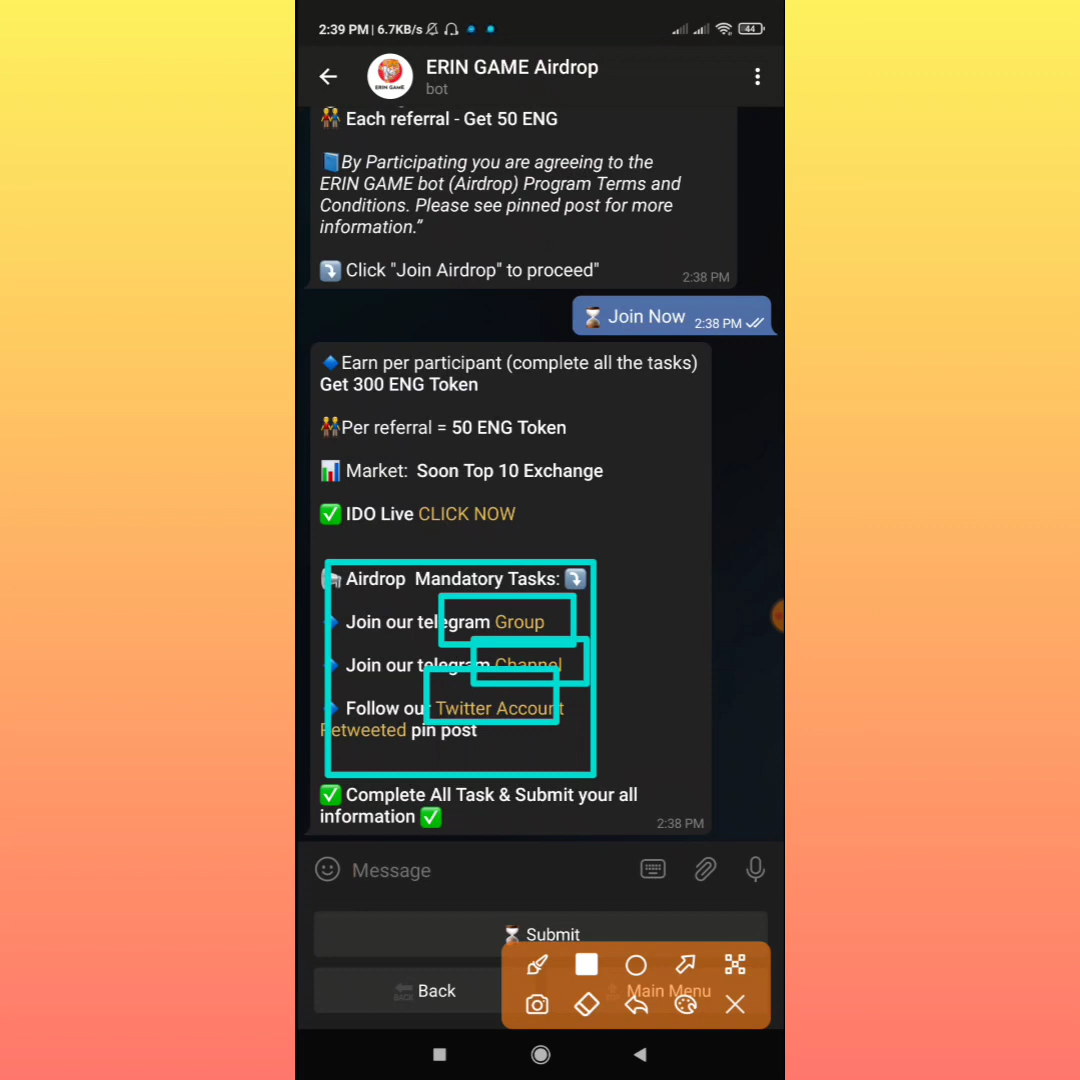 2:39 PM | 6.7KB/s
44
ERIN GAME Airdrop
bot
ERIN GAME
Each referral - Get 50 ENG
By Participating you are agreeing to the
ERIN GAME bot (Airdrop) Program Terms and
Conditions. Please see pinned post for more
information.”
Click "Join Airdrop" to proceed"
2:38 PM
Join Now 2:38 PM
Earn per participant (complete all the tasks)
Get 300 ENG Token
Per referral = 50 ENG Token
Market: Soon Top 10 Exchange
IDO Live CLICK NOW
Airdrop Mandatory Tasks:
Join our telegram Group
Join our telegram Channel
Follow our Twitter Account
Retweeted pin post
Complete All Task & Submit your all
information
2:38 PM
Message
Submit
BACK Back
Main Menu